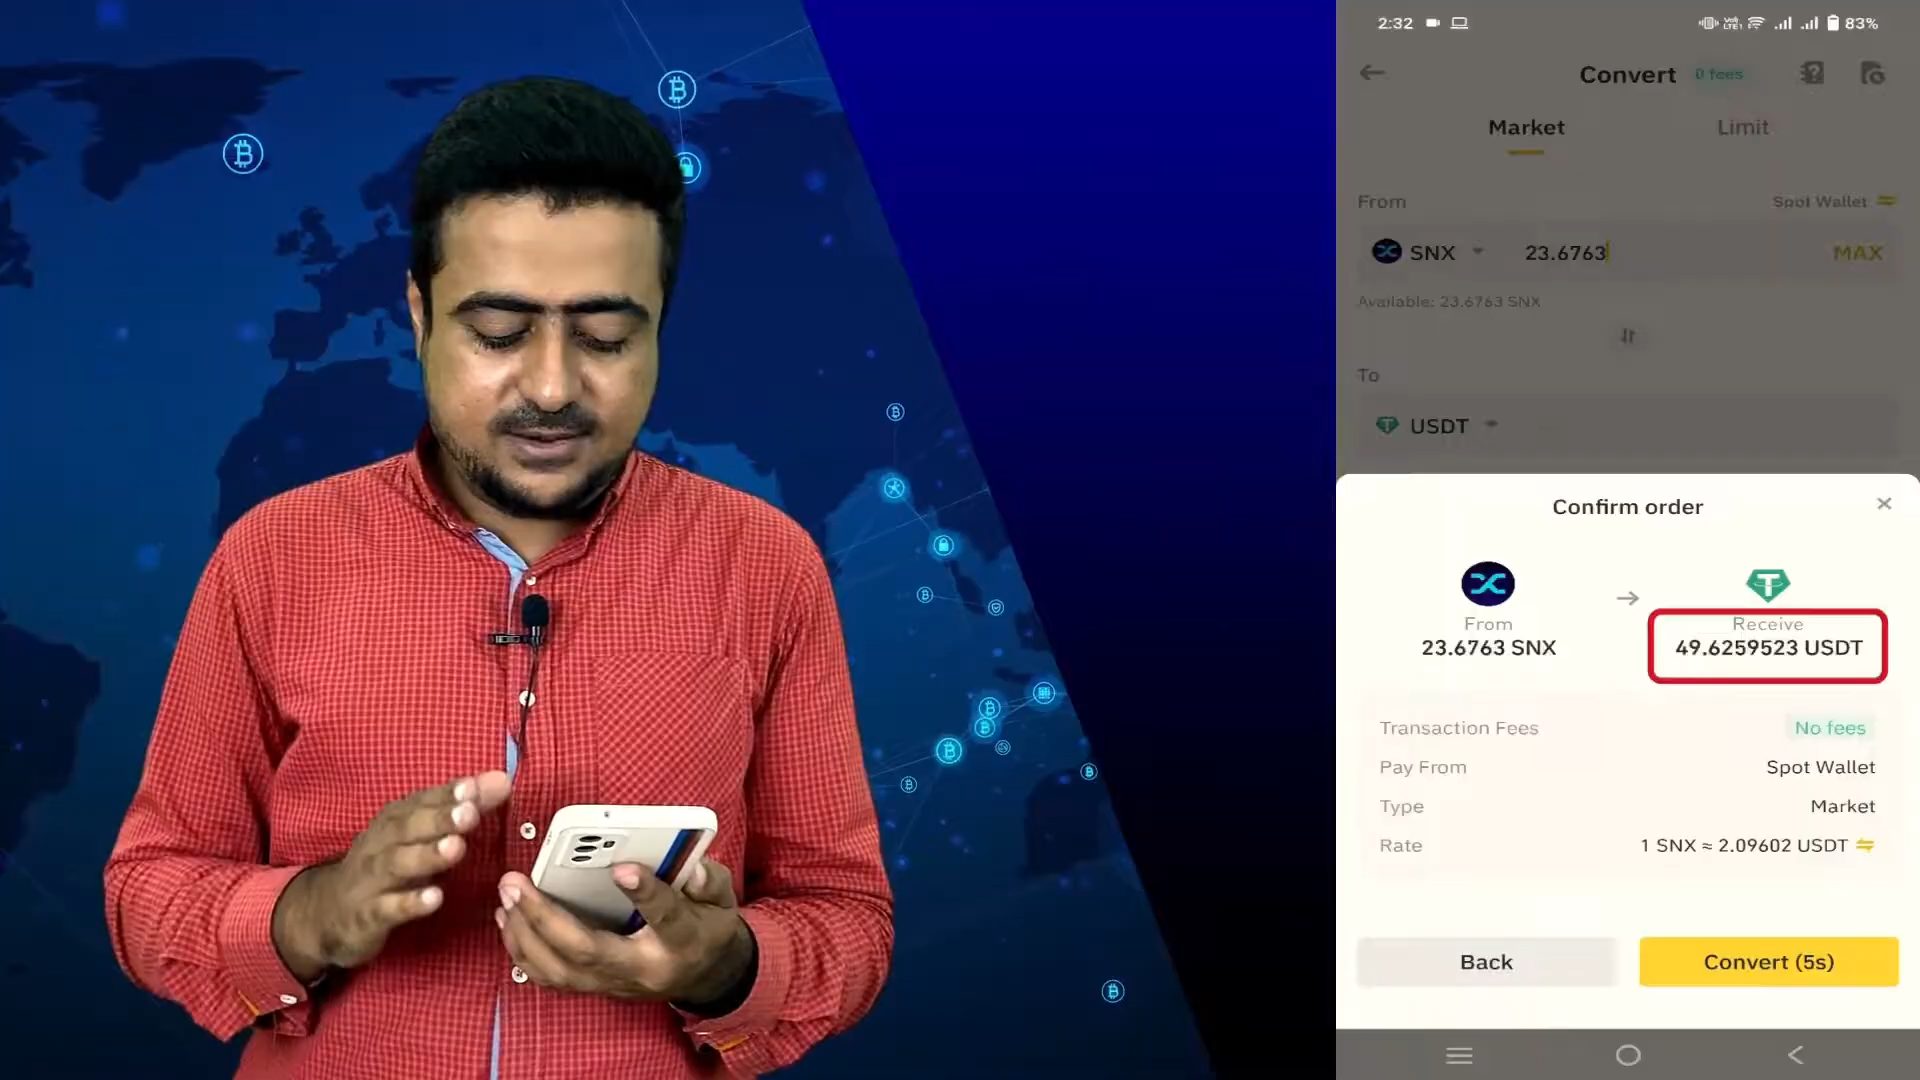 2:32
83%
Convert 0 fees
Market Limit
From Spot Wallet
SNX 23.6763 MAX
Available: 23.6763 SNX
To
USDT
Confirm order
From
23.6763 SNX
Receive
49.6259523 USDT
Transaction Fees No fees
Pay From Spot Wallet
Type Market
Rate 1 SNX ≈ 2.09602 USDT
Back Convert (5s)